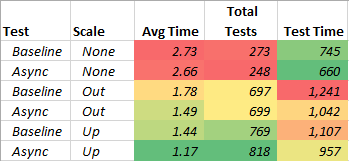 Total
Test Scale Avg Time Tests Test Time
Baseline None 2.73 273 745
Async None 2.66 248 660
Baseline Out 1.78 697 1,241
Async Out 1.49 699 1,042
Baseline Up 1.44 769 1,107
Async Up 1.17 818 957